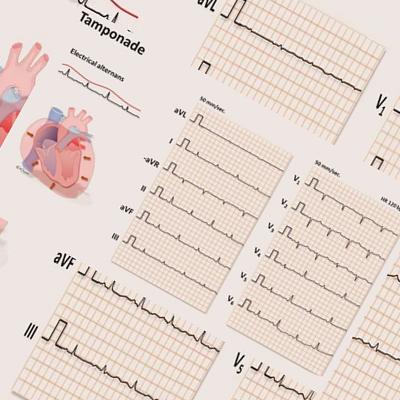 Tamponade
Electrical alternans
aVL
V1
50 mm/sec.
aVL
I
-aVR
II
aVF
III
50 mm/sec.
V1
V2
V3
V4
V5
V6
HR 120 b
aVF
III
V5